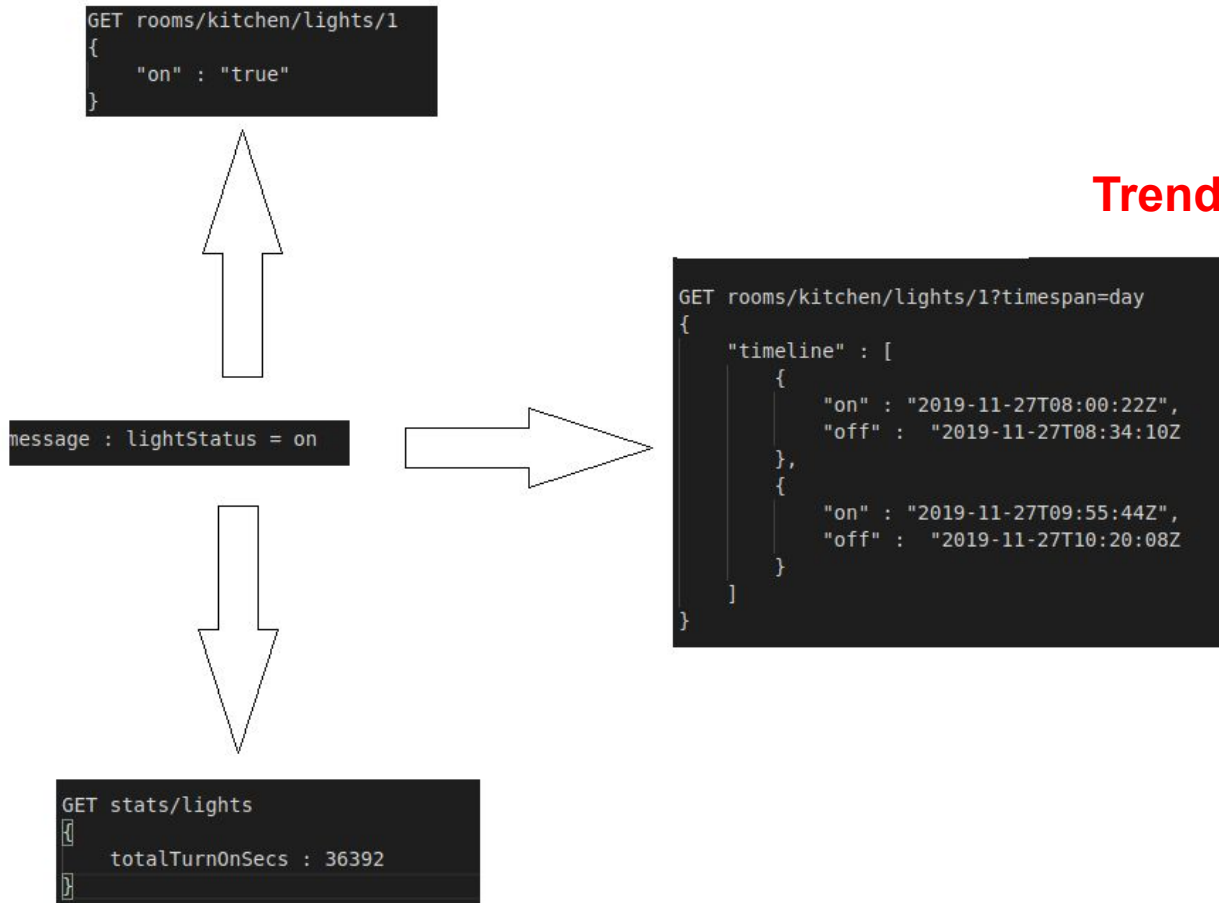 GET rooms/kitchen/lights/1
{
"on" : "true"
}
Trend
GET rooms/kitchen/lights/1?timespan=day
{
"timeline" : [
{
"on" : "2019-11-27T08:00:22Z",
"off" : "2019-11-27T08:34:10Z
},
{
"on" : "2019-11-27T09:55:44Z",
"off" : "2019-11-27T10:20:08Z
}
]
}
message : lightStatus = on
GET stats/lights
{
totalTurnOnSecs : 36392
}